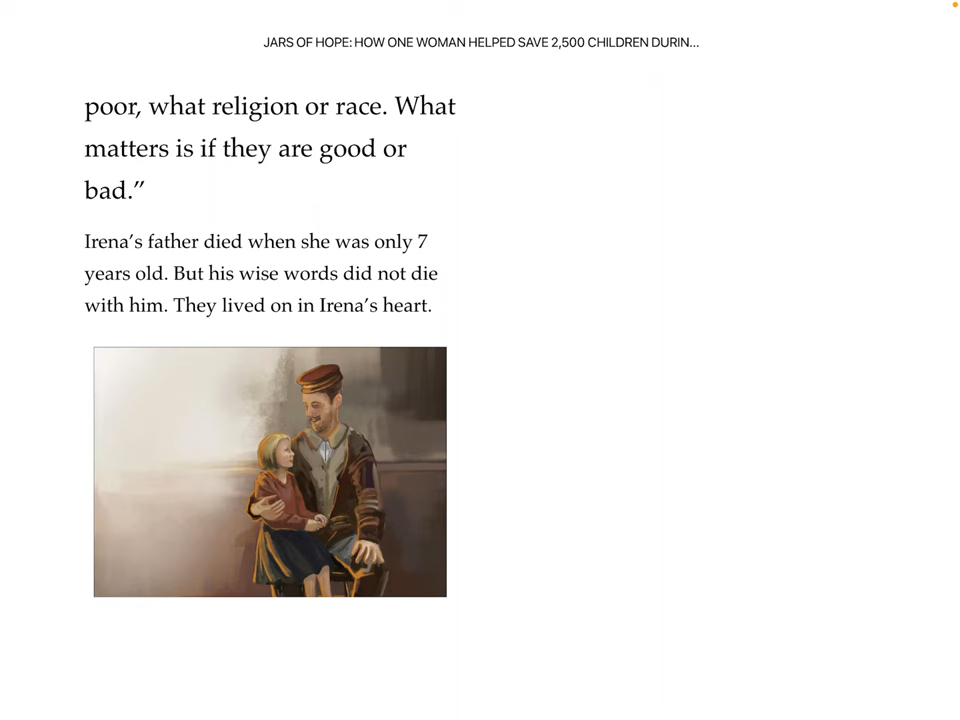 JARS OF HOPE: HOW ONE WOMAN HELPED SAVE 2,500 CHILDREN DURIN...
poor, what religion or race. What
matters is if they are good or
bad.”
Irena’s father died when she was only 7
years old. But his wise words did not die
with him. They lived on in Irena’s heart.